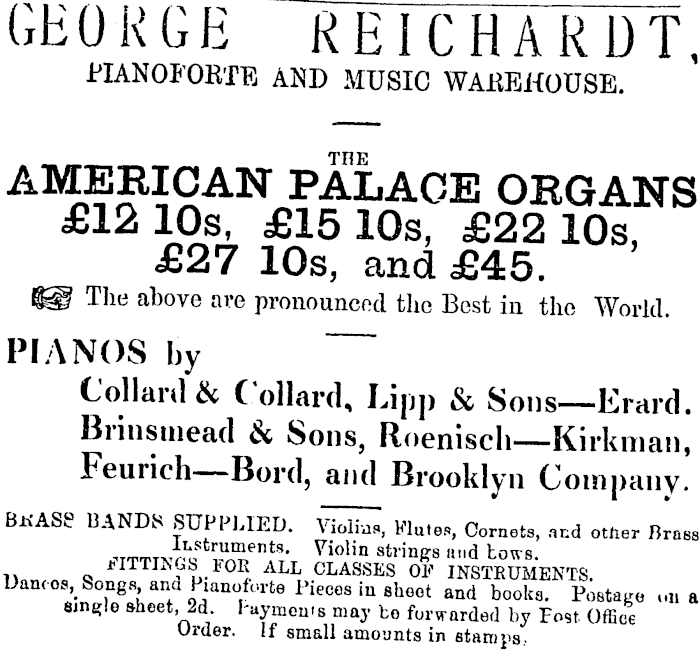 GEORGE REICHARDT,
PIANOFORTE AND MUSIC WAREHOUSE.
THE
AMERICAN PALACE ORGANS
£12 10s, £15 10s, £22 10s,
£27 10s, and £45.
The above are pronounced the Best in the World.
PIANOS by
Collard & Collard, Lipp & Sons—Erard.
Brinsmead & Sons, Roenisch—Kirkman,
Feurich—Bord, and Brooklyn Company.
BRASS BANDS SUPPLIED. Violins, Flutes, Cornets, and other Brass
Instruments. Violin strings and bows.
FITTINGS FOR ALL CLASSES OF INSTRUMENTS.
Dances, Songs, and Pianoforte Pieces in sheet and books. Postage on a
single sheet, 2d. Payments may be forwarded by Post Office
Order. If small amounts in stamps.